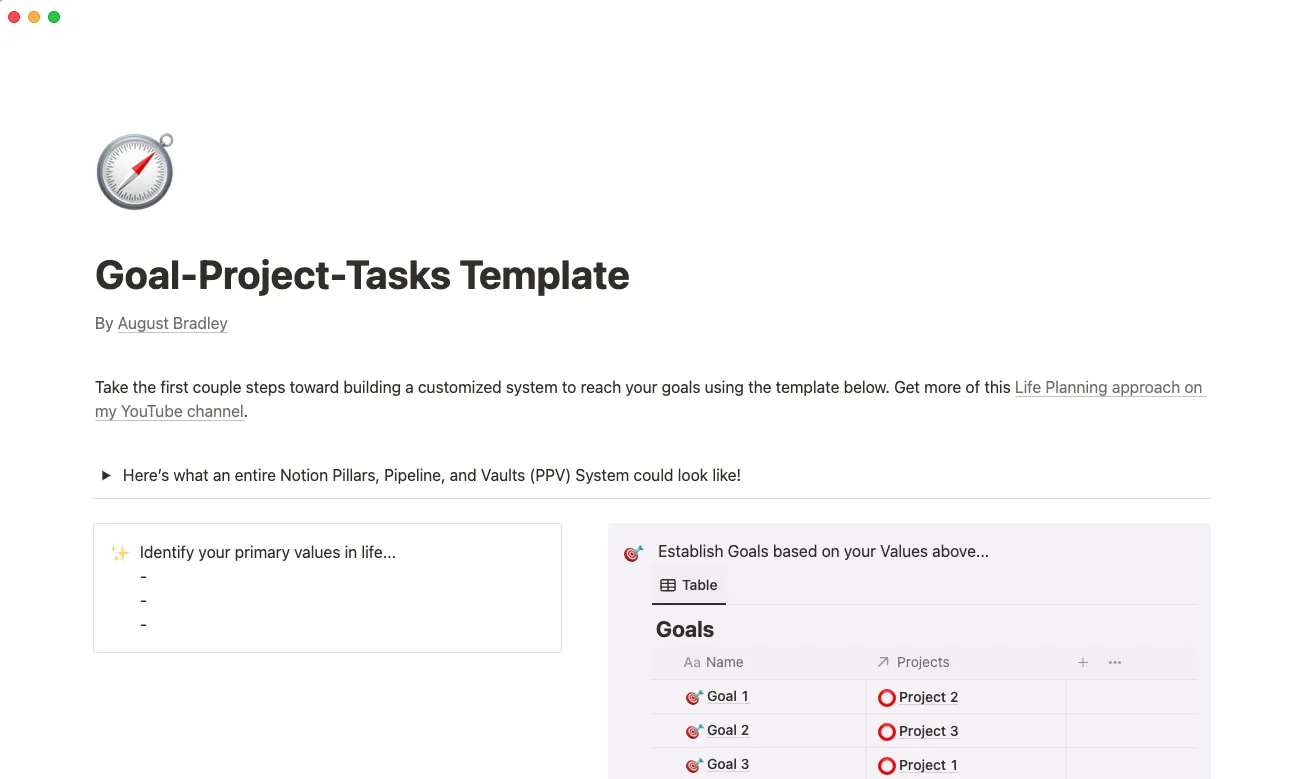 Goal-Project-Tasks Template
By August Bradley
Take the first couple steps toward building a customized system to reach your goals using the template below. Get more of this Life Planning approach on
my YouTube channel.
Here’s what an entire Notion Pillars, Pipeline, and Vaults (PPV) System could look like!
Identify your primary values in life...
-
-
-
Establish Goals based on your Values above...
Table
Goals
Aa Name Projects
Goal 1 Project 2
Goal 2 Project 3
Goal 3 Project 1